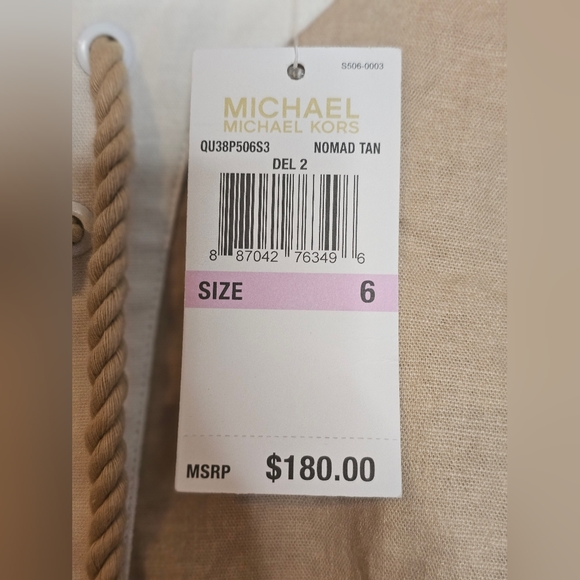 S506-0003
MICHAEL
MICHAEL KORS
QU38P506S3 NOMAD TAN
DEL 2
8 87042 76349 6
SIZE 6
MSRP $180.00